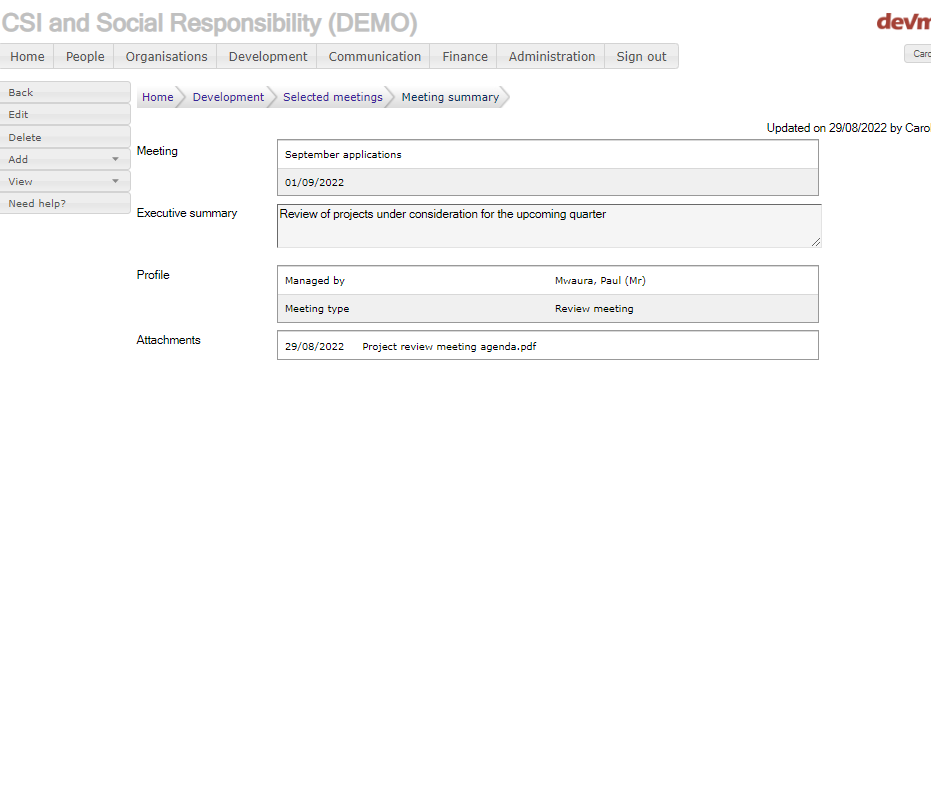 CSI and Social Responsibility (DEMO)
Home People Organisations Development Communication Finance Administration Sign out
Back
Edit
Delete
Add
View
Need help?
Home Development Selected meetings Meeting summary
Updated on 29/08/2022 by
Meeting
September applications
01/09/2022
Executive summary
Review of projects under consideration for the upcoming quarter
Profile
Managed by Mwaura, Paul (Mr)
Meeting type Review meeting
Attachments
29/08/2022 Project review meeting agenda.pdf